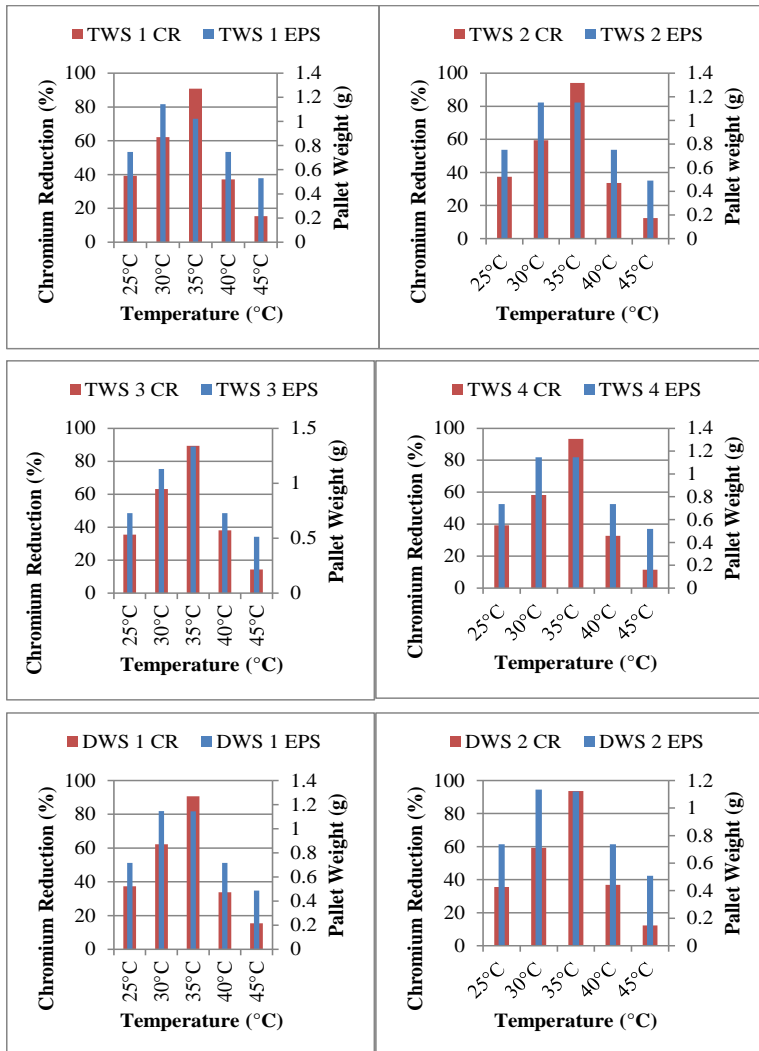 TWS 1 CR TWS 1 EPS
Chromium Reduction (%)
100
80
60
40
20
0
1.4
1.2
1
0.8
0.6
0.4
0.2
0
Pallet Weight (g)
25°C 30°C 35°C 40°C 45°C
Temperature (°C)
TWS 2 CR TWS 2 EPS
Chromium Reduction (%)
100
80
60
40
20
0
1.4
1.2
1
0.8
0.6
0.4
0.2
0
Pallet weight (g)
25°C 30°C 35°C 40°C 45°C
Temperature (°C)
TWS 3 CR TWS 3 EPS
Chromium Reduction (%)
100
80
60
40
20
0
1.5
1
0.5
0
Pallet Weight (g)
25°C 30°C 35°C 40°C 45°C
Temperature (°C)
TWS 4 CR TWS 4 EPS
Chromium Reduction (%)
100
80
60
40
20
0
1.4
1.2
1
0.8
0.6
0.4
0.2
0
Pallet Weight (g)
25°C 30°C 35°C 40°C 45°C
Temperature (°C)
DWS 1 CR DWS 1 EPS
Chromium Reduction (%)
100
80
60
40
20
0
1.4
1.2
1
0.8
0.6
0.4
0.2
0
Pallet Weight (g)
25°C 30°C 35°C 40°C 45°C
Temperature (°C)
DWS 2 CR DWS 2 EPS
Chromium Reduction (%)
100
80
60
40
20
0
1.2
1
0.8
0.6
0.4
0.2
0
Pallet Weight (g)
25°C 30°C 35°C 40°C 45°C
Temperature (°C)